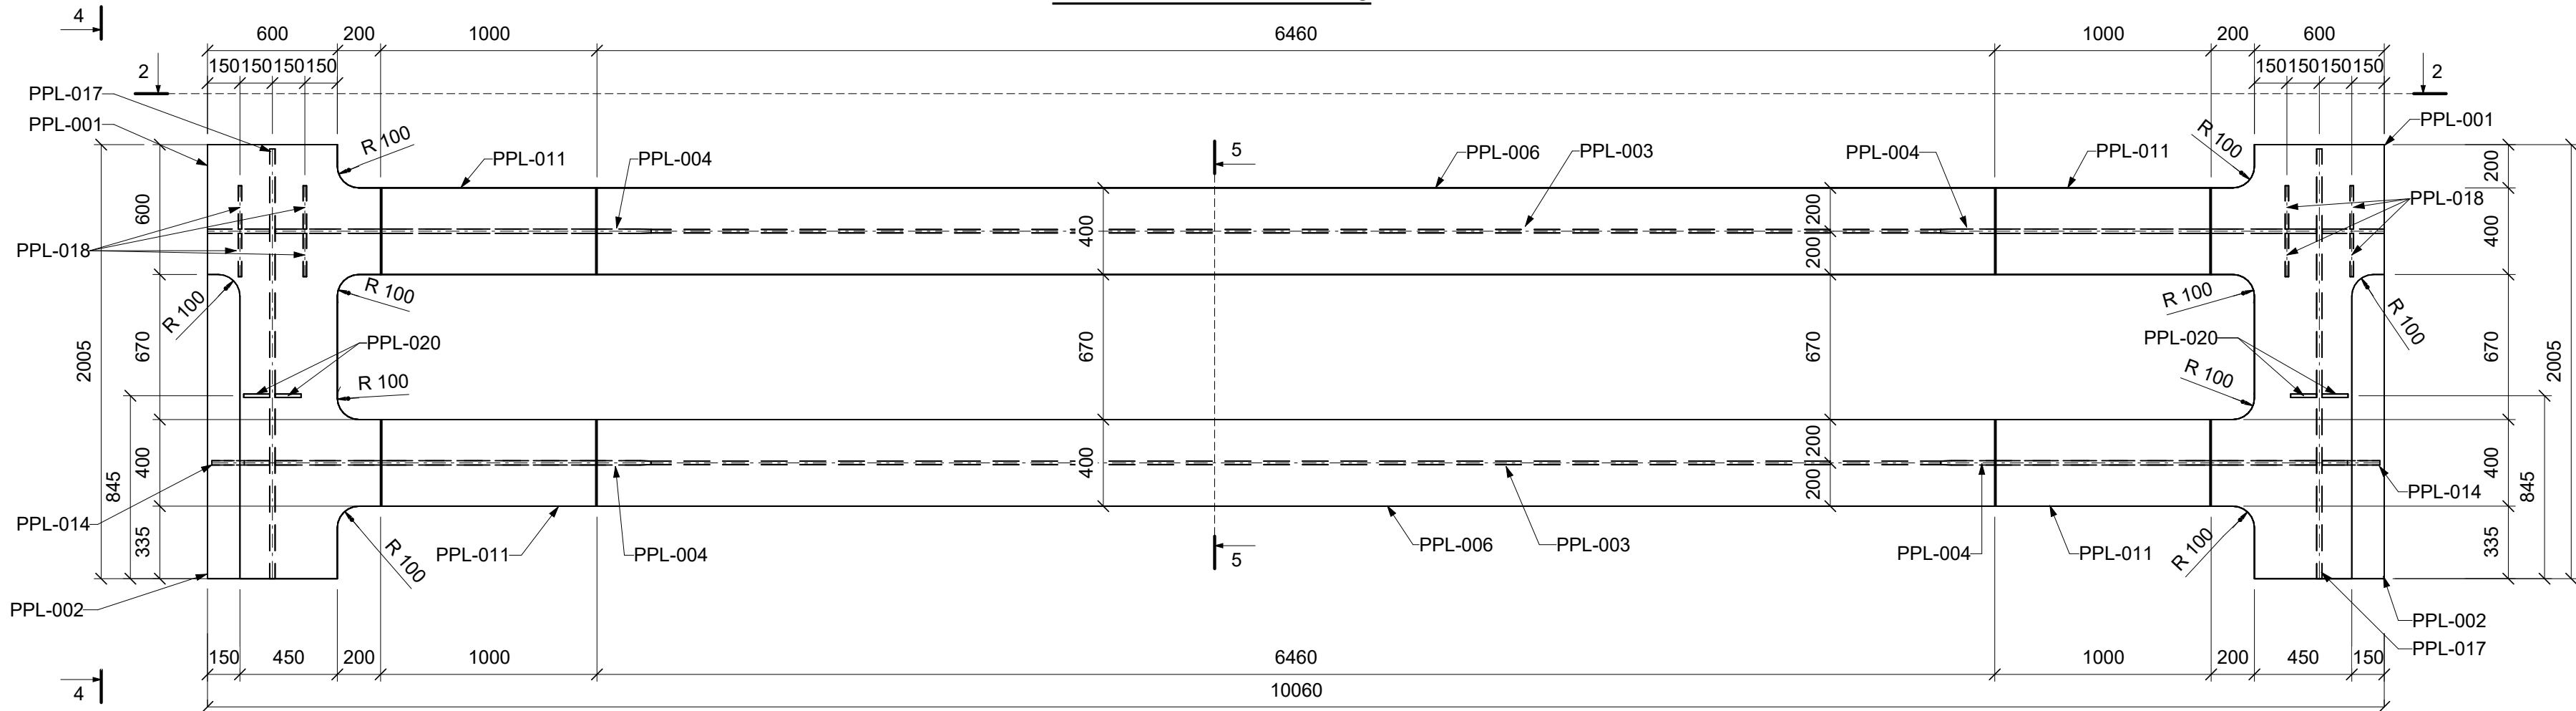 4
600 200 1000 6460 1000 200 600
150 150 150 150 150 150 150 150
2 2
PPL-017
PPL-001 PPL-001
R 100 R 100
PPL-011 PPL-004 5 PPL-006 PPL-003 PPL-004 PPL-011
200
600 400 200 PPL-018 400
PPL-018 200
R 100 R 100 R 100 R 100
2005 670 PPL-020 670 670 PPL-020 670 2005
R 100 R 100
845 400 400 200 400 845
200
PPL-014 PPL-014
335 R 100 PPL-011 PPL-004 5 PPL-006 PPL-003 PPL-004 PPL-011 R 100 335
PPL-002 PPL-002
PPL-017
150 450 200 1000 6460 1000 200 450 150
4 10060